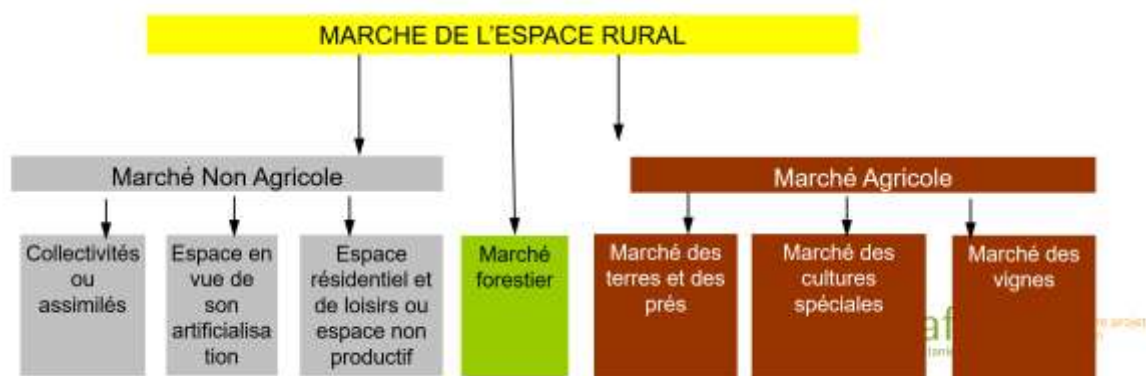 MARCHE DE L'ESPACE RURAL
Marché Non Agricole
Marché Agricole
Collectivités
ou
assimilés
Espace en
vue de
son
artificialisa
tion
Espace
résidentiel et
de loisirs ou
espace non
productif
Marché
forestier
Marché des
terres et des
prés
Marché des
cultures
spéciales
Marché des
vignes